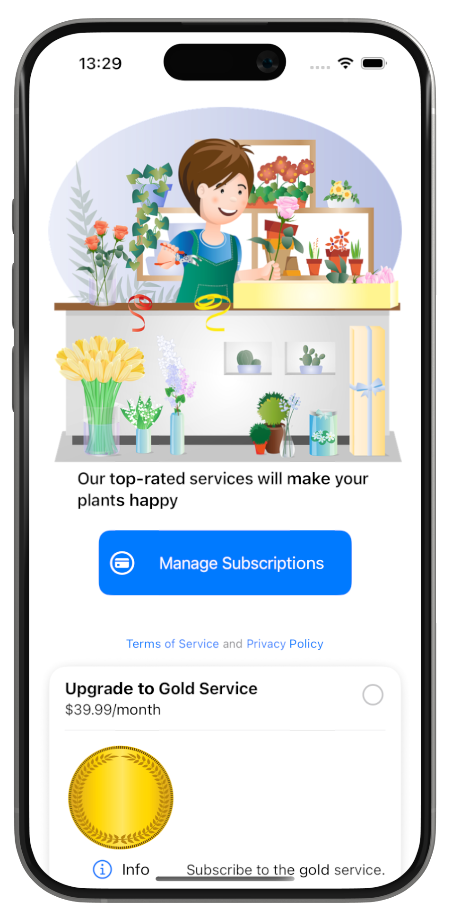 13:29
Our top-rated services will make your
plants happy
Manage Subscriptions
Terms of Service and Privacy Policy
Upgrade to Gold Service
$39.99/month
Info
Subscribe to the gold service.